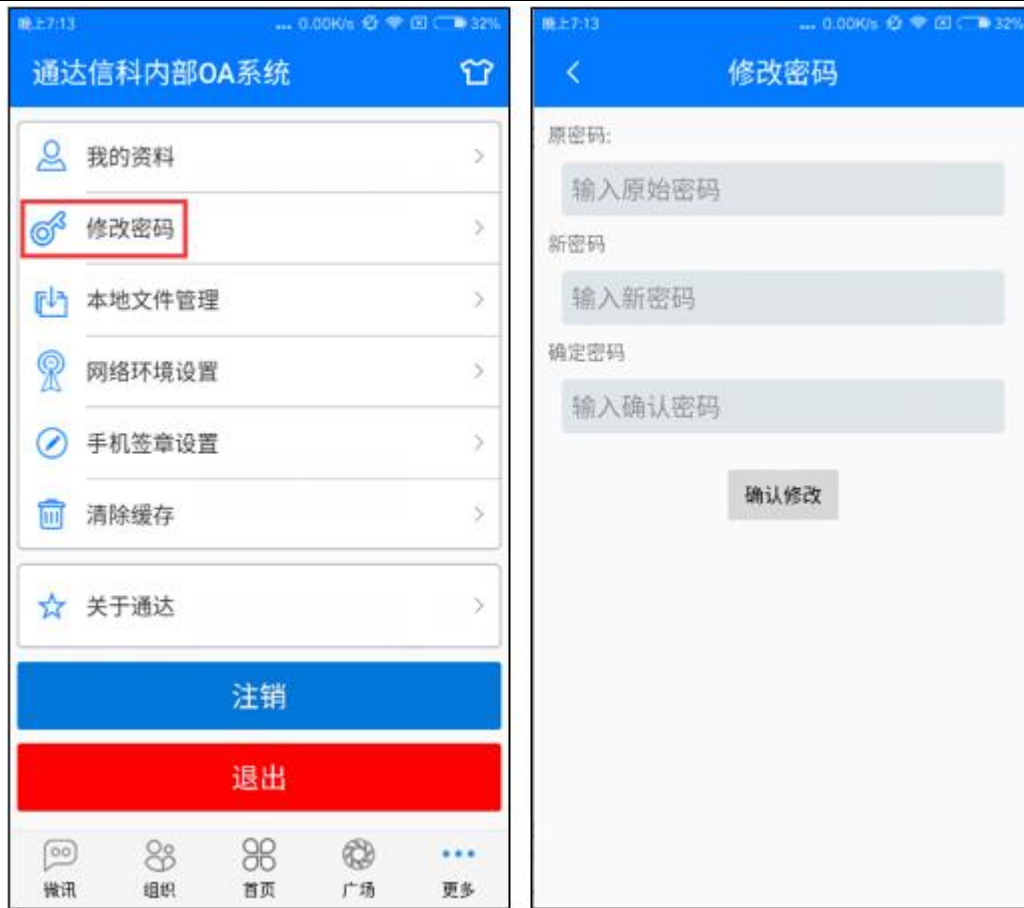 晚上7:13
... 0.00K/s 32%
通达信科内部OA系统
我的资料
修改密码
本地文件管理
网络环境设置
手机签章设置
清除缓存
关于通达
注销
退出
微讯
组织
首页
广场
更多
晚上7:13
... 0.00K/s 32%
修改密码
原密码:
输入原始密码
新密码
输入新密码
确定密码
输入确认密码
确认修改